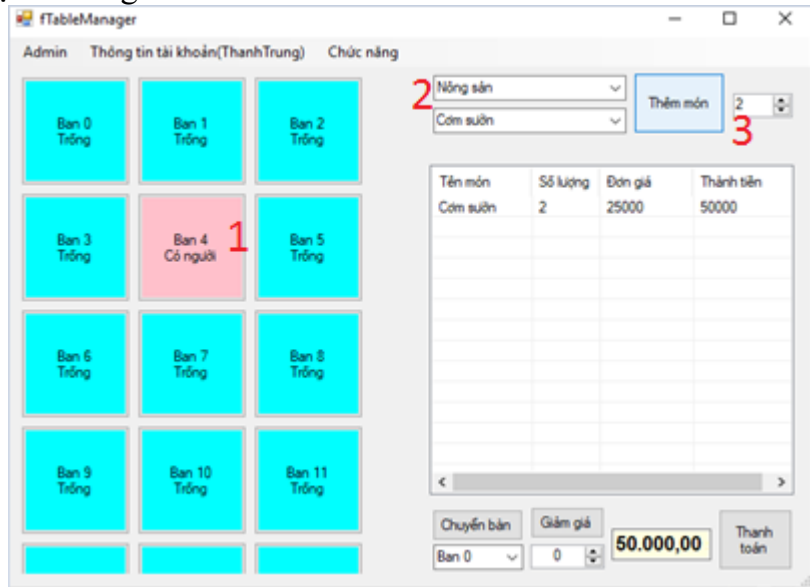 fTableManager
Admin Thông tin tài khoản(ThanhTrung) Chức năng
Ban 0
Trống
Ban 1
Trống
Ban 2
Trống
Ban 3
Trống
Ban 4
Có người
1
Ban 5
Trống
Ban 6
Trống
Ban 7
Trống
Ban 8
Trống
Ban 9
Trống
Ban 10
Trống
Ban 11
Trống
2
Nông sản
Cơm sườn
Thêm món
2
3
Tên món Số lượng Đơn giá Thành tiền
Cơm sườn 2 25000 50000
Chuyển bàn
Giảm giá
Ban 0
0
50.000,00
Thanh
toán